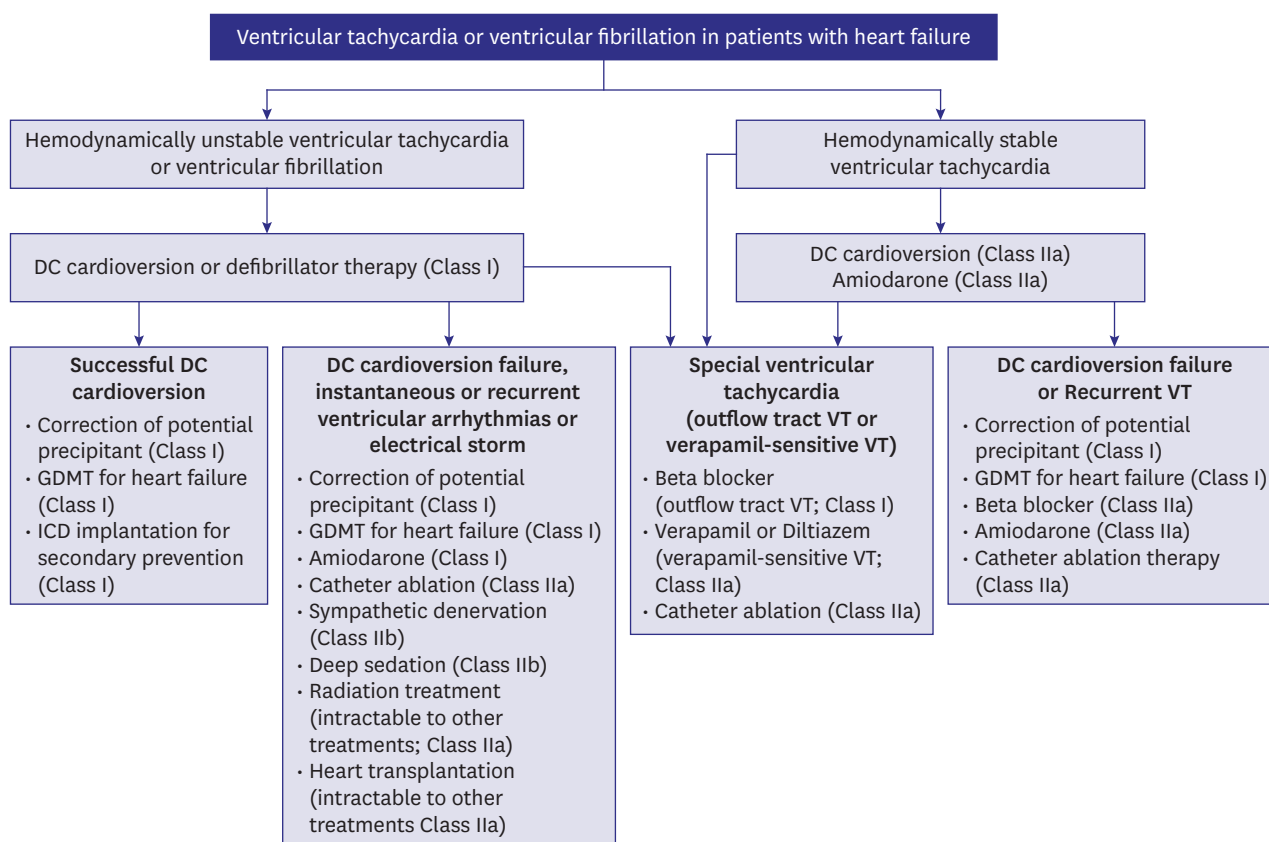 Ventricular tachycardia or ventricular fibrillation in patients with heart failure
Hemodynamically unstable ventricular tachycardia
or ventricular fibrillation
Hemodynamically stable
ventricular tachycardia
DC cardioversion or defibrillator therapy (Class I)
DC cardioversion (Class IIa)
Amiodarone (Class IIa)
Successful DC
cardioversion
· Correction of potential
precipitant (Class I)
· GDMT for heart failure
(Class I)
· ICD implantation for
secondary prevention
(Class I)
DC cardioversion failure,
instantaneous or recurrent
ventricular arrhythmias or
electrical storm
· Correction of potential
precipitant (Class I)
· GDMT for heart failure (Class I)
· Amiodarone (Class I)
· Catheter ablation (Class IIa)
· Sympathetic denervation
(Class IIb)
· Deep sedation (Class IIb)
· Radiation treatment
(intractable to other
treatments; Class IIa)
· Heart transplantation
(intractable to other
treatments Class IIa)
Special ventricular
tachycardia
(outflow tract VT or
verapamil-sensitive VT)
· Beta blocker
(outflow tract VT; Class I)
· Verapamil or Diltiazem
(verapamil-sensitive VT;
Class IIa)
· Catheter ablation (Class IIa)
DC cardioversion failure
or Recurrent VT
· Correction of potential
precipitant (Class I)
· GDMT for heart failure (Class I)
· Beta blocker (Class IIa)
· Amiodarone (Class IIa)
· Catheter ablation therapy
(Class IIa)